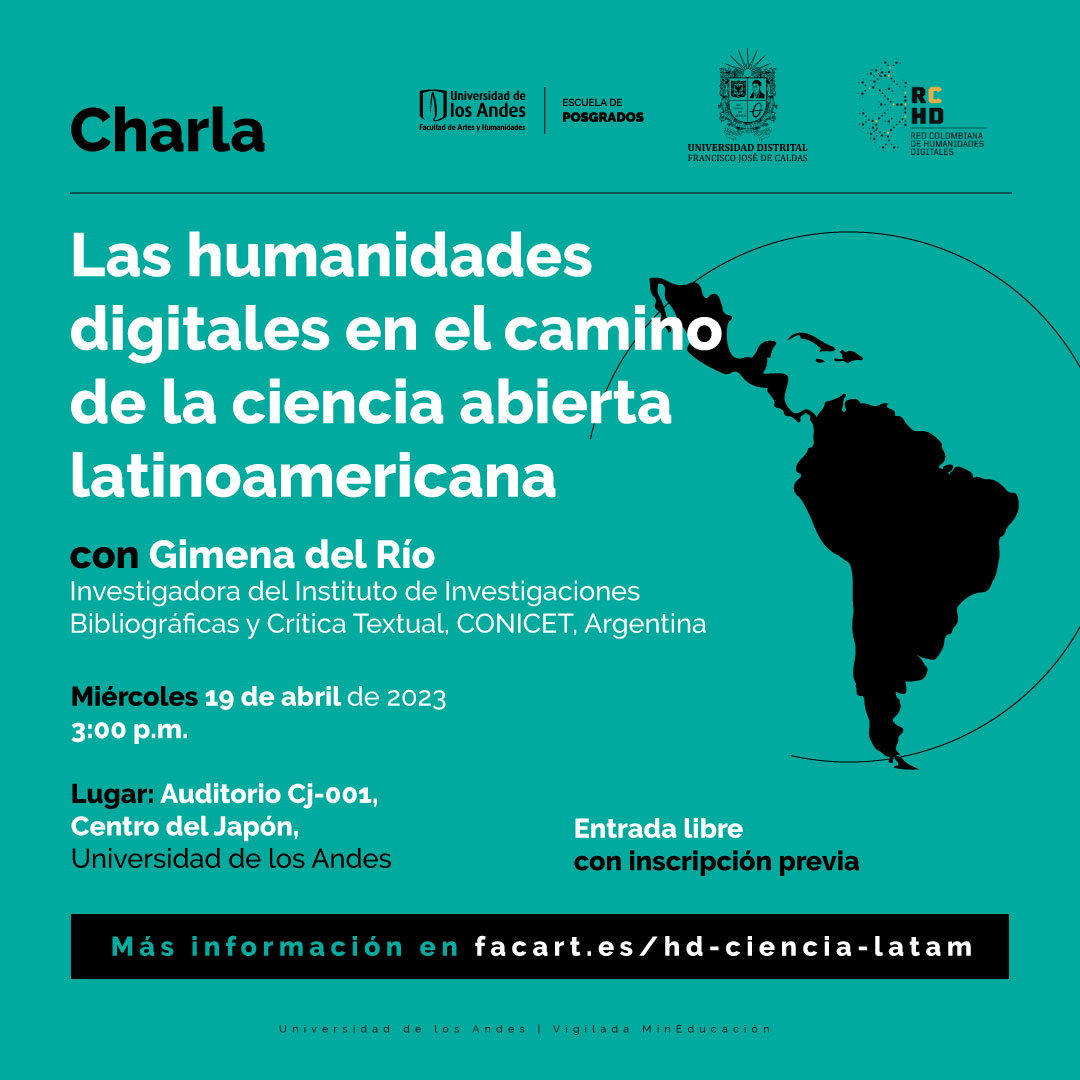 Charla
Universidad de
los Andes
Facultad de Artes y Humanidades
ESCUELA DE
POSGRADOS
UNIVERSIDAD DISTRITAL
FRANCISCO JOSÉ DE CALDAS
RC
HD
RED COLOMBIANA
DE HUMANIDADES
DIGITALES
Las humanidades
digitales en el camino
de la ciencia abierta
latinoamericana
con Gimena del Río
Investigadora del Instituto de Investigaciones
Bibliográficas y Crítica Textual, CONICET, Argentina
Miércoles 19 de abril de 2023
3:00 p.m.
Lugar: Auditorio Cj-001,
Centro del Japón,
Universidad de los Andes
Entrada libre
con inscripción previa
Más información en facart.es/hd-ciencia-latam
Universidad de los Andes | Vigilada MinEducación